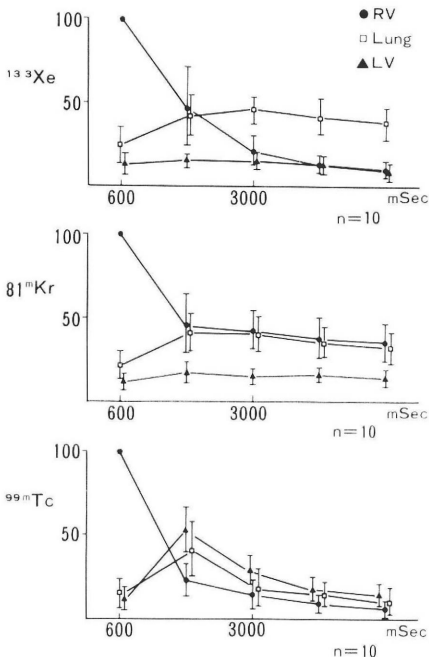 ● RV
□ Lung
▲ LV
100
¹³³Xe
50
600 3000 mSec
n=10
100
81ᵐKr
50
600 3000 mSec
n=10
100
⁹⁹ᵐTc
50
600 3000 mSec
n=10